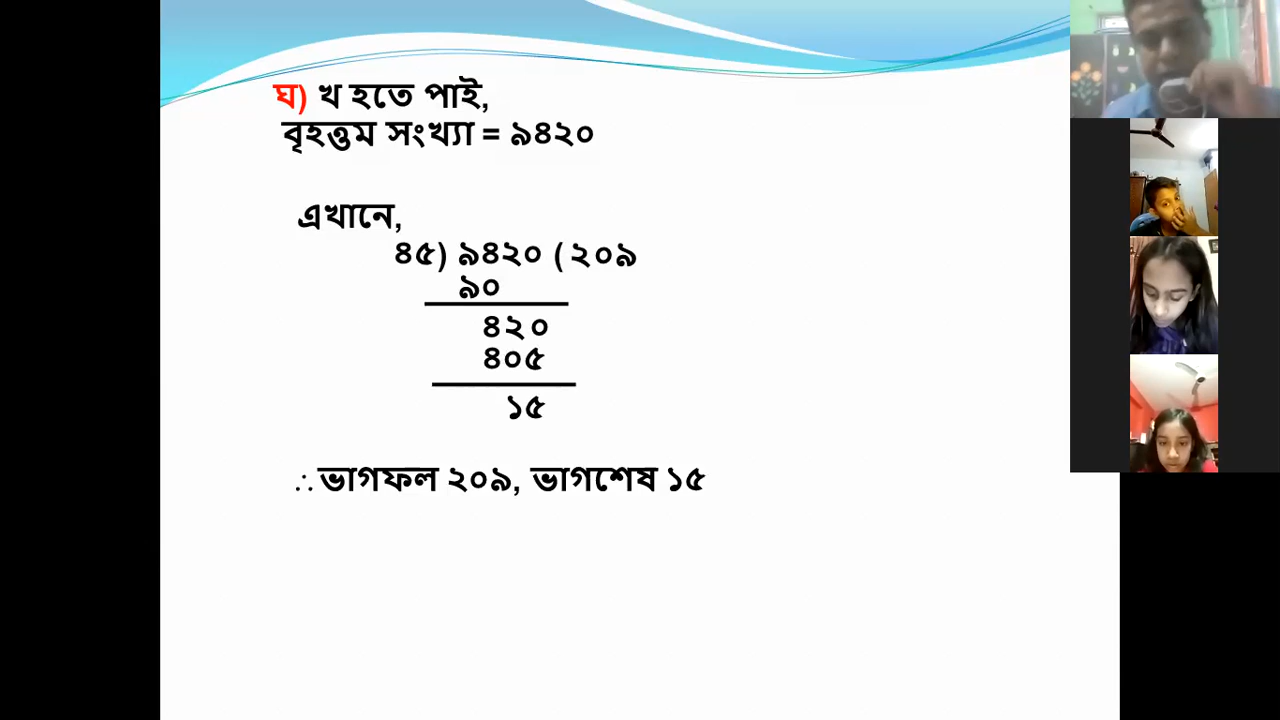 ঘ) খ হতে পাই,
বৃহত্তম সংখ্যা = ৯৪২০
এখানে,
৪৫) ৯৪২০ (২০৯
৯০
৪২০
৪০৫
১৫
∴ ভাগফল ২০৯, ভাগশেষ ১৫